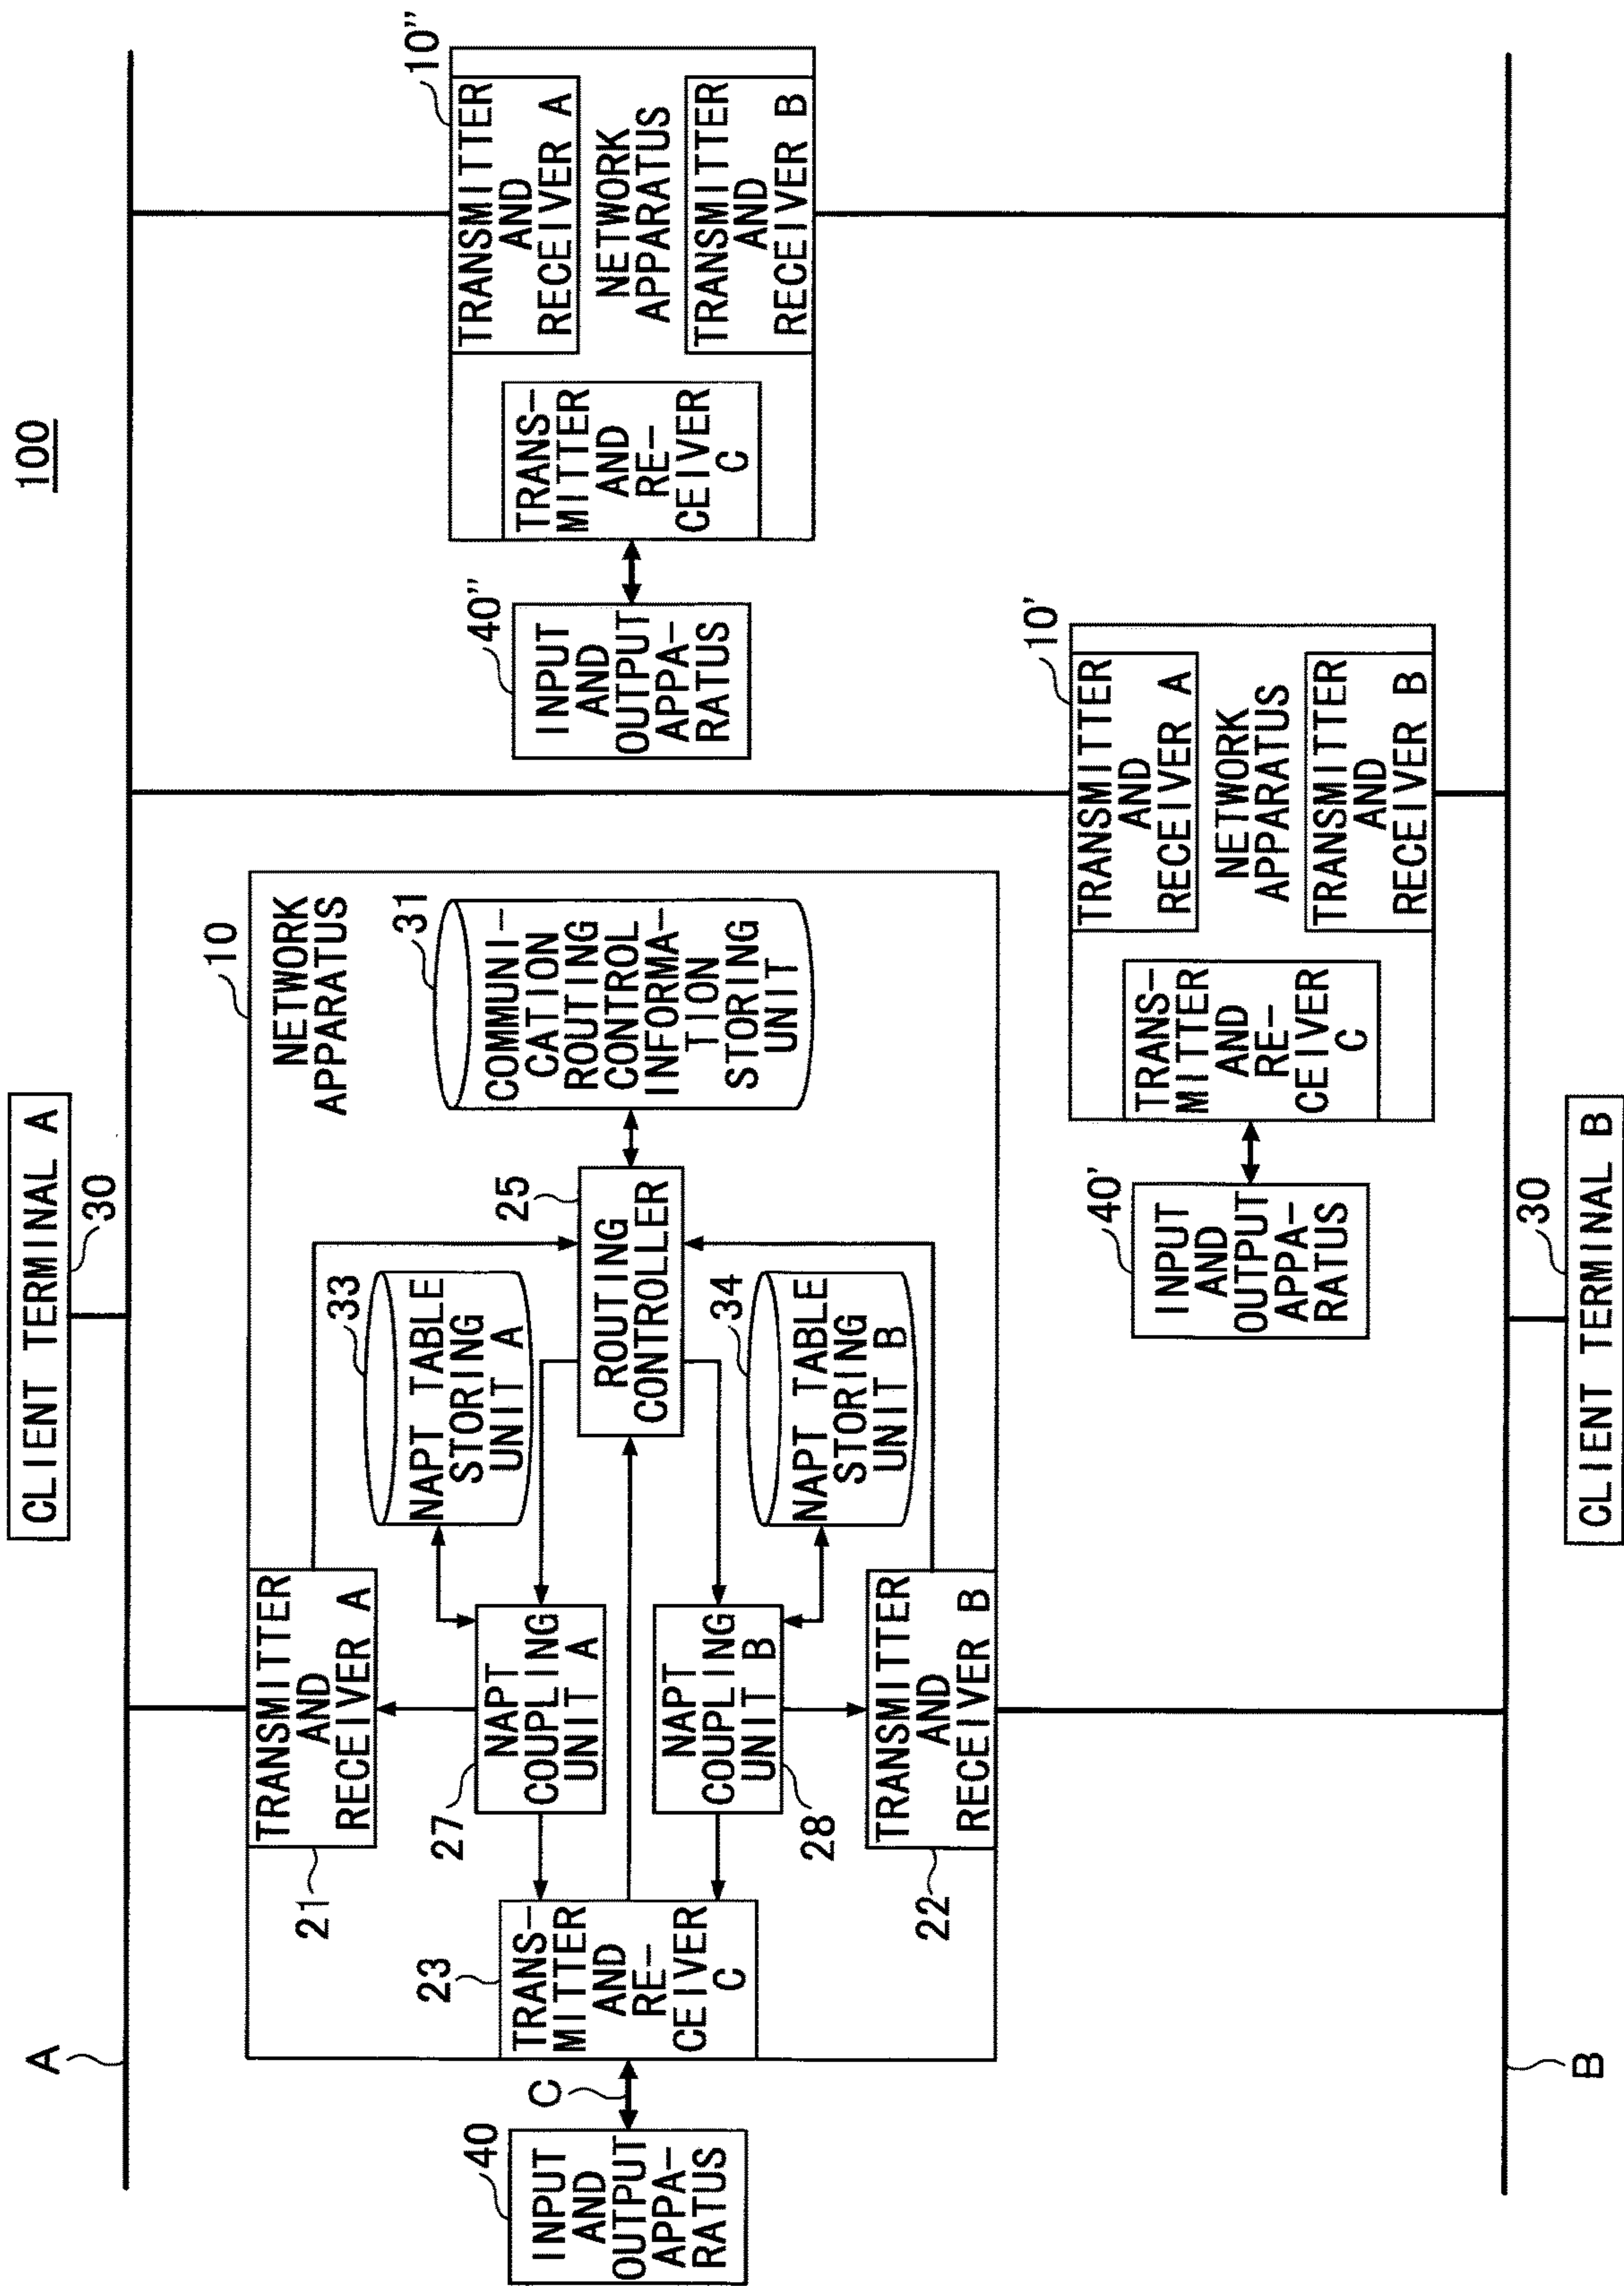 100
CLIENT TERMINAL A
30
A
10
NETWORK
APPARATUS
21
TRANSMITTER
AND
RECEIVER A
33
NAPT TABLE
STORING
UNIT A
27
NAPT
COUPLING
UNIT A
25
ROUTING
CONTROLLER
31
COMMUNI-
CATION
ROUTING
CONTROL
INFORMA-
TION
STORING
UNIT
40
INPUT
AND
OUTPUT
APPA-
RATUS
C
23
TRANS-
MITTER
AND
RE-
CEIVER
C
28
NAPT
COUPLING
UNIT B
34
NAPT TABLE
STORING
UNIT B
22
TRANSMITTER
AND
RECEIVER B
10''
TRANSMITTER
AND
RECEIVER A
NETWORK
APPARATUS
TRANSMITTER
AND
RECEIVER B
TRANS-
MITTER
AND
RE-
CEIVER
C
40''
INPUT
AND
OUTPUT
APPA-
RATUS
10'
TRANSMITTER
AND
RECEIVER A
NETWORK
APPARATUS
TRANSMITTER
AND
RECEIVER B
TRANS-
MITTER
AND
RE-
CEIVER
C
40'
INPUT
AND
OUTPUT
APPA-
RATUS
B
30
CLIENT TERMINAL B